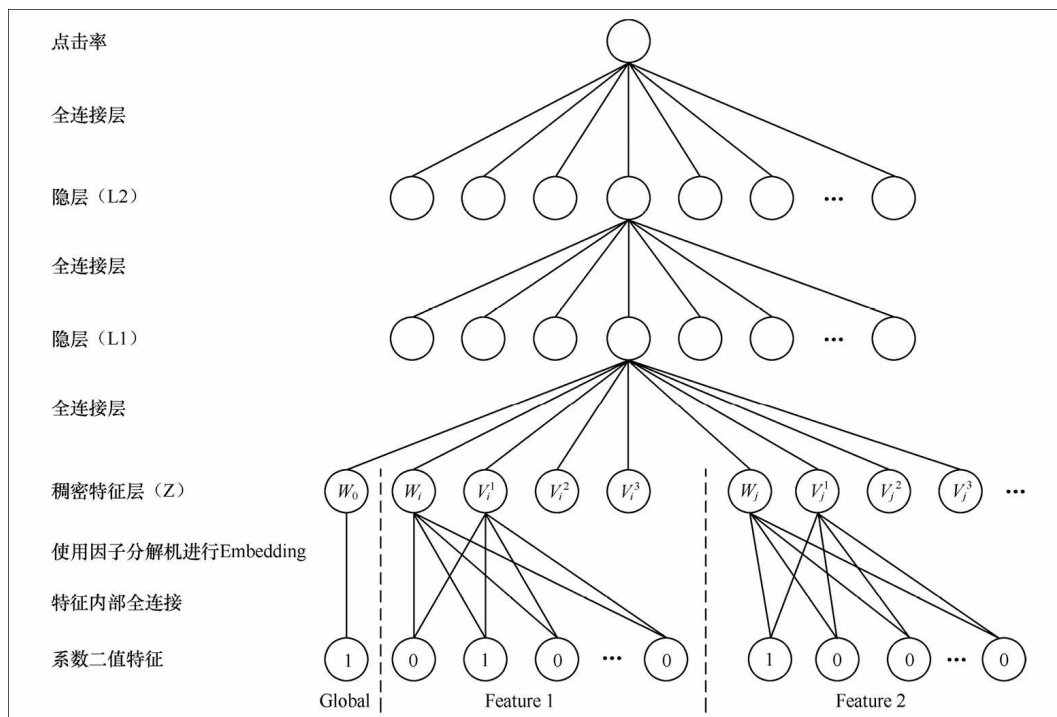 点击率
全连接层
隐层（L2） ...
全连接层
隐层（L1） ...
全连接层
稠密特征层（Z） W₀ Wᵢ Vᵢ¹ Vᵢ² Vᵢ³ Wⱼ Vⱼ¹ Vⱼ² Vⱼ³ ...
使用因子分解机进行Embedding
特征内部全连接
系数二值特征 1 0 1 0 ... 0 1 0 0 ... 0
Global Feature 1 Feature 2